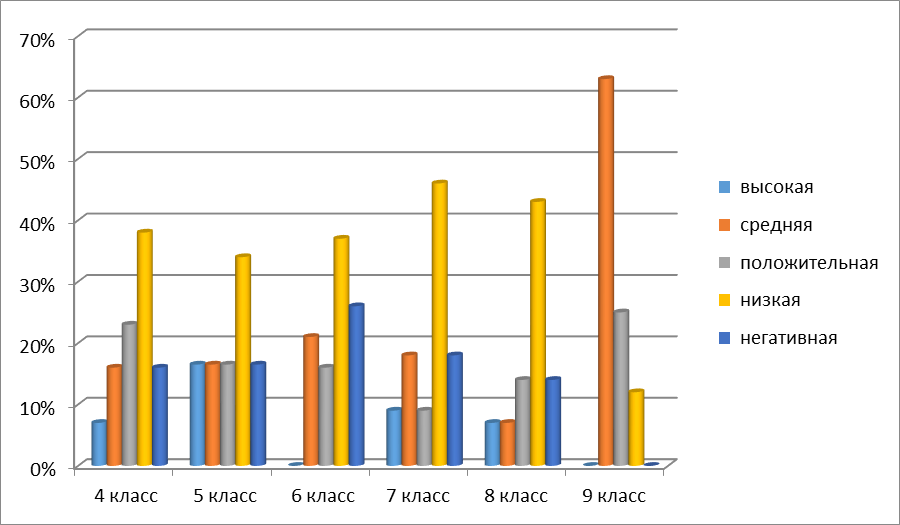 70%
60%
50%
40%
30%
20%
10%
0%
4 класс
5 класс
6 класс
7 класс
8 класс
9 класс
высокая
средняя
положительная
низкая
негативная